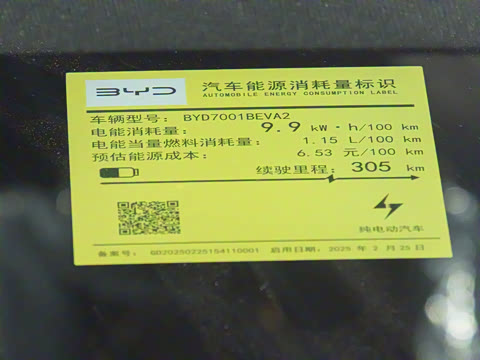 BYD 汽车能源消耗量标识
AUTOMOBILE ENERGY CONSUMPTION LABEL
车辆型号： BYD7001BEVA2
电能消耗量： 9.9 kW·h/100 km
电能当量燃料消耗量： 1.15 L/100 km
预估能源成本： 6.53 元/100 km
续驶里程： 305 km
纯电动汽车
备案号： GD20250225154110001 启用日期： 2025 年 2 月 25 日